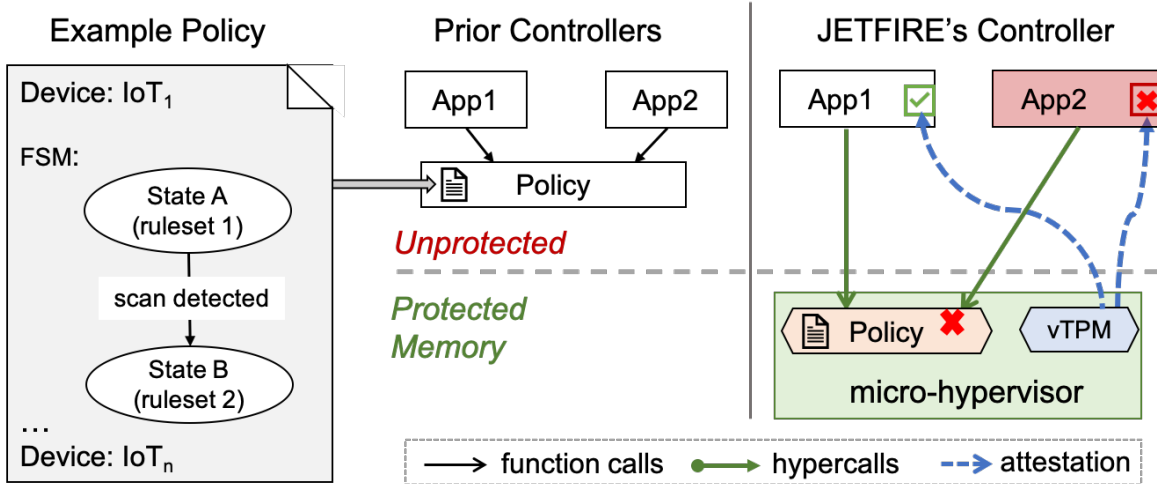 Example Policy
Device: IoT₁
FSM:
State A
(ruleset 1)
scan detected
State B
(ruleset 2)
...
Device: IoTₙ
Prior Controllers
App1
App2
Policy
Unprotected
Protected
Memory
JETFIRE's Controller
App1
App2
Policy
vTPM
micro-hypervisor
function calls
hypercalls
attestation